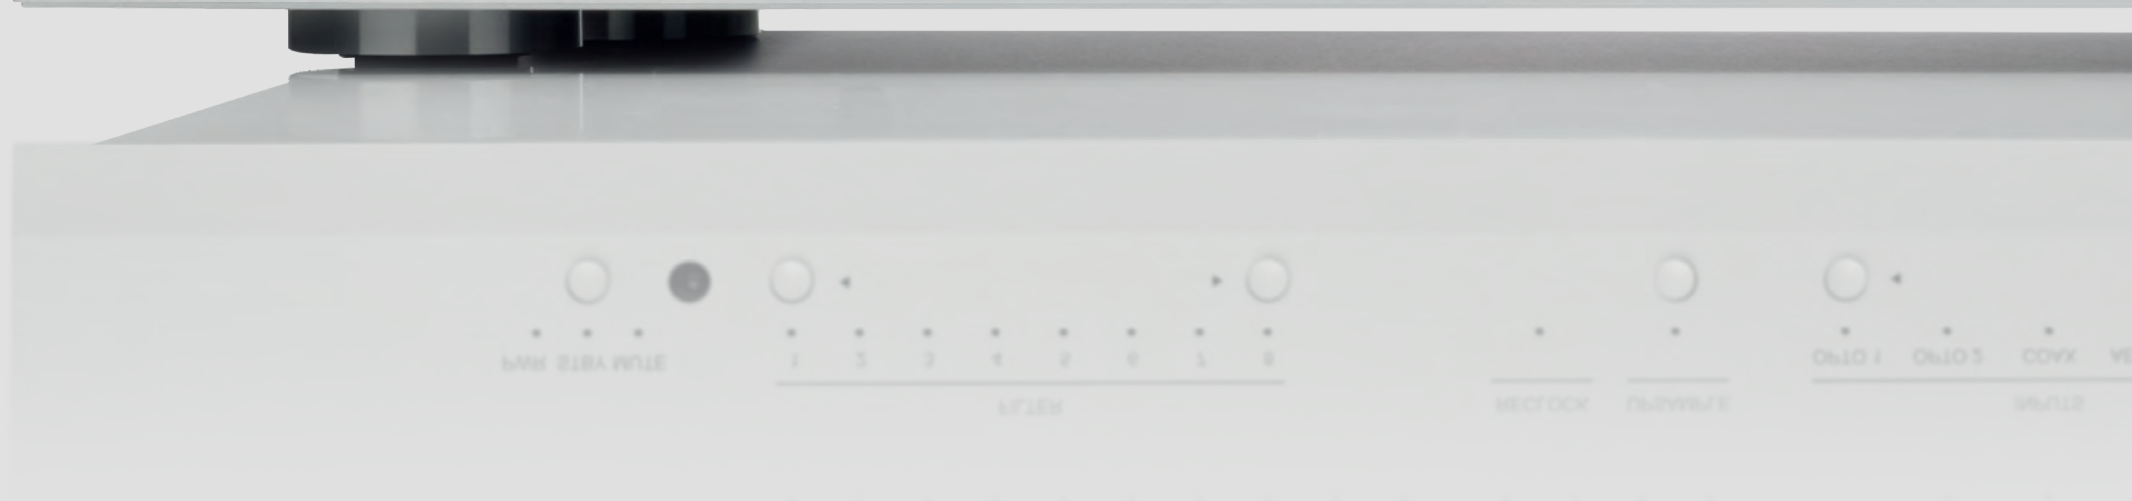 PWR STBY MUTE
1 2 3 4 5 6 7 8
FILTER
RECLOCK
UPSAMPLE
OPTO 1 OPTO 2 COAX AE
INPUTS